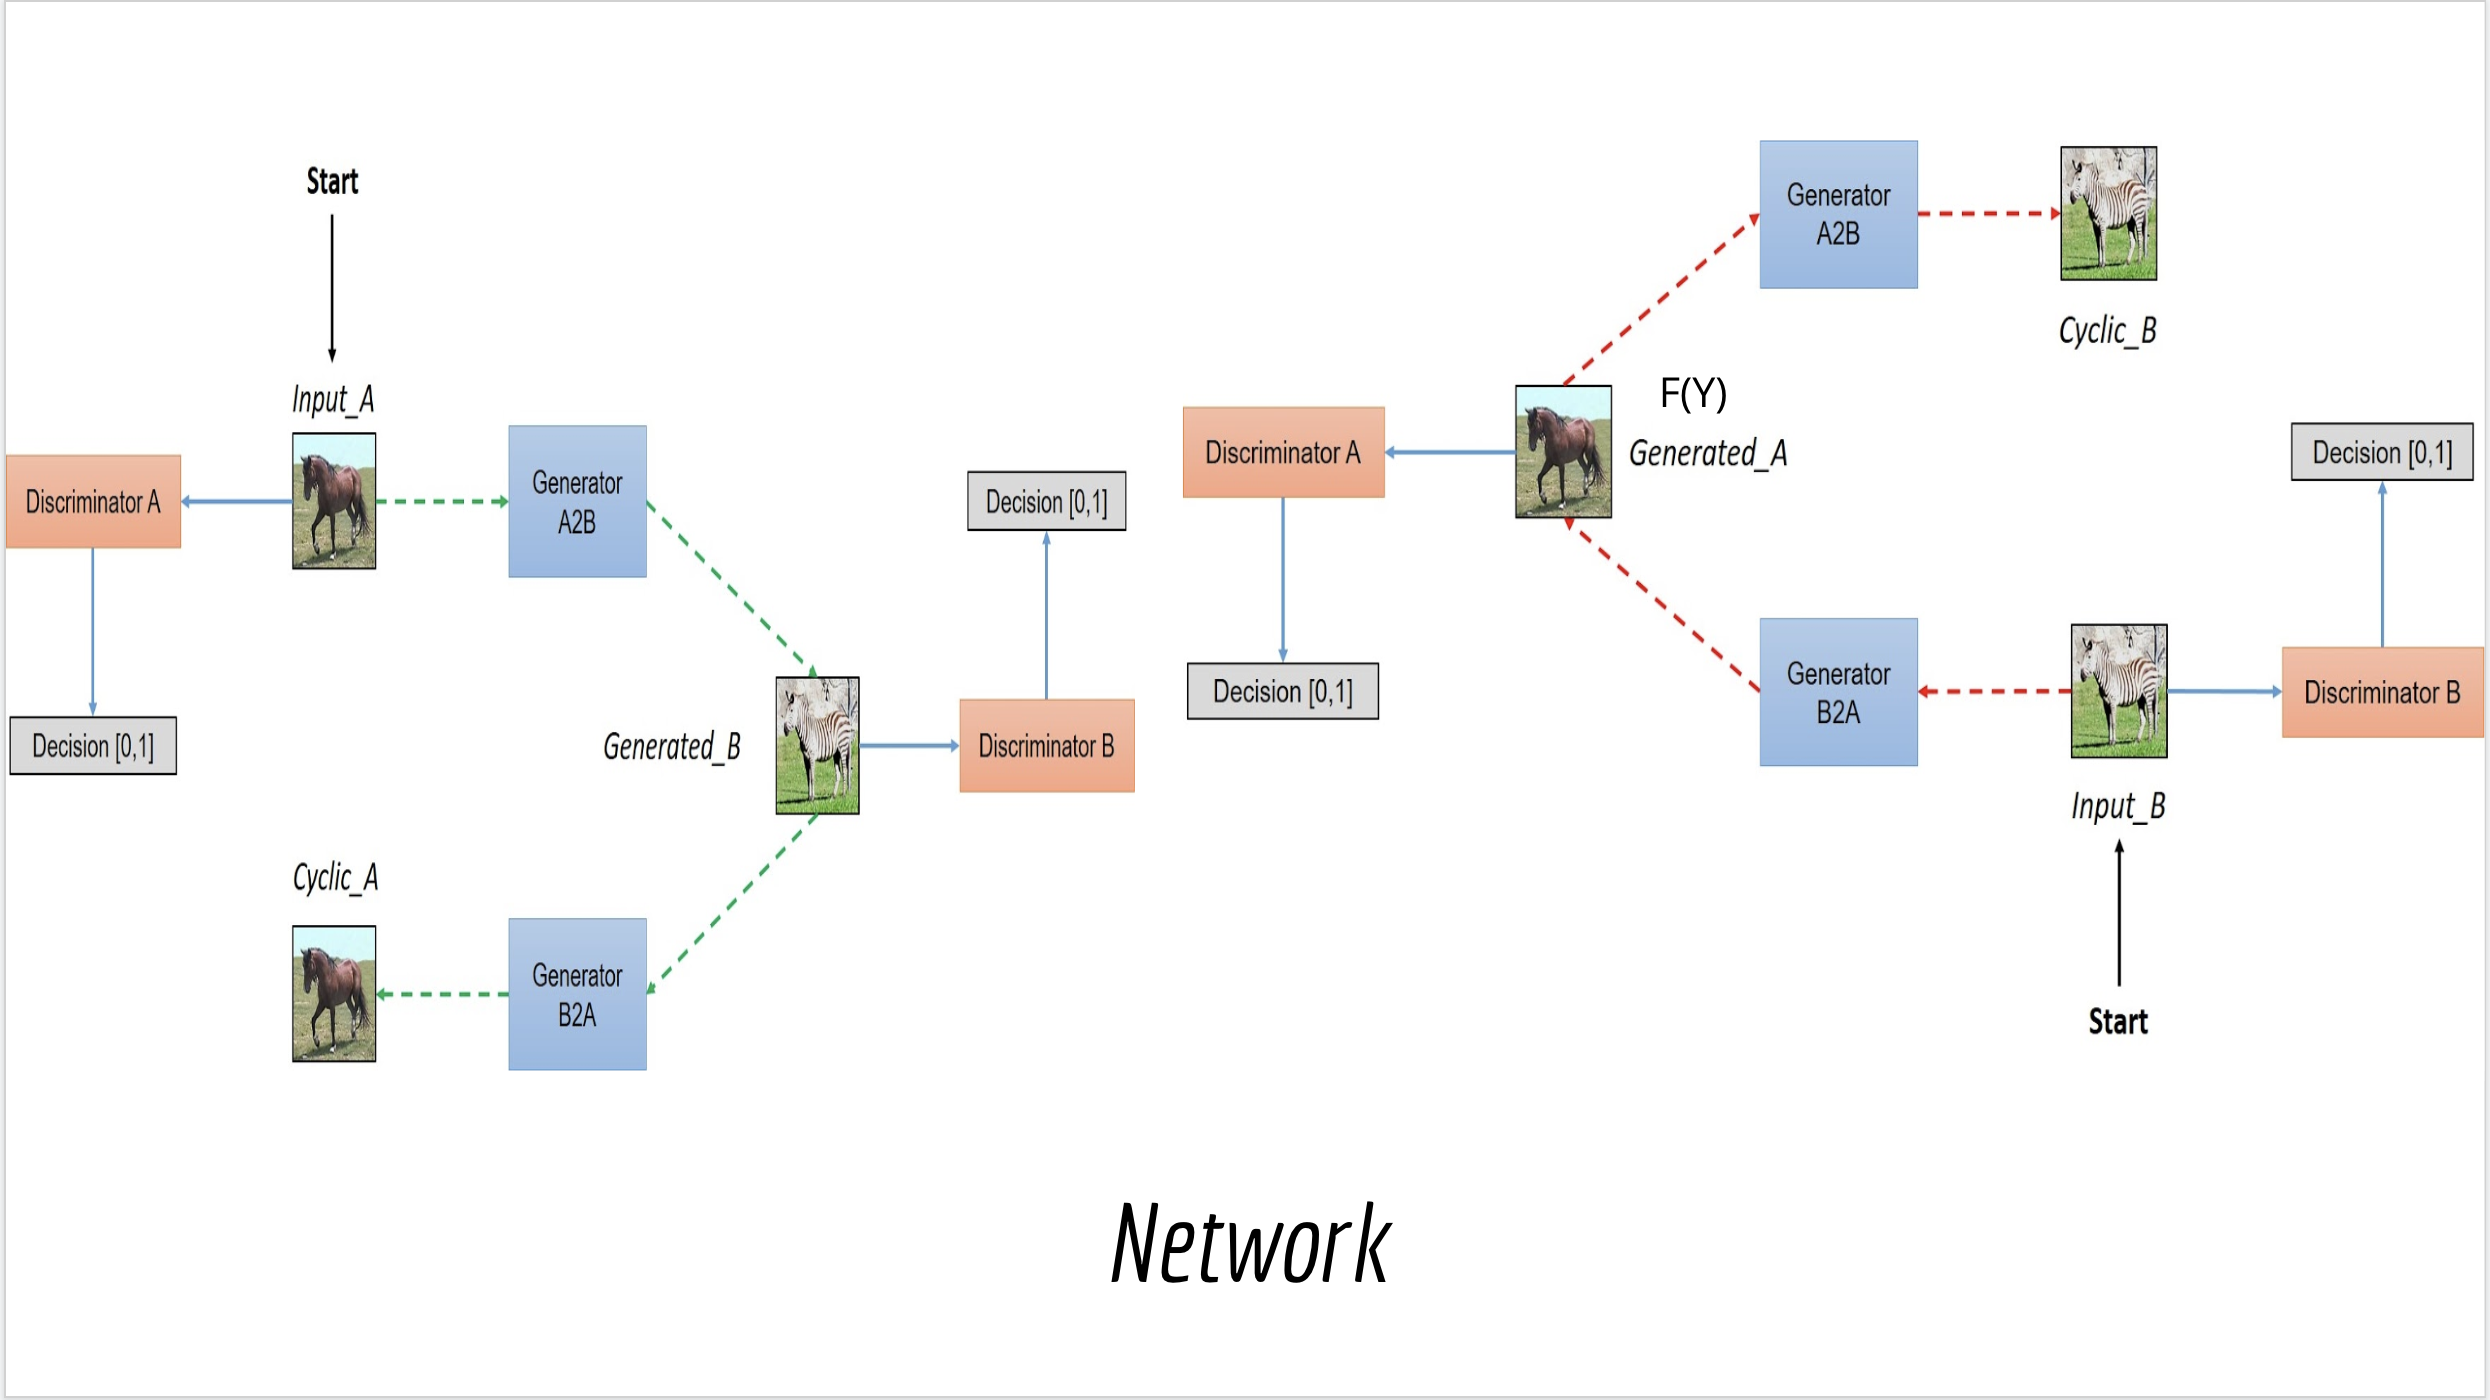 Start
Input_A
Discriminator A
Generator
A2B
Decision [0,1]
Decision [0,1]
Generated_B
Discriminator B
Cyclic_A
Generator
B2A
Generator
A2B
Cyclic_B
F(Y)
Generated_A
Discriminator A
Decision [0,1]
Decision [0,1]
Generator
B2A
Discriminator B
Input_B
Start
Network